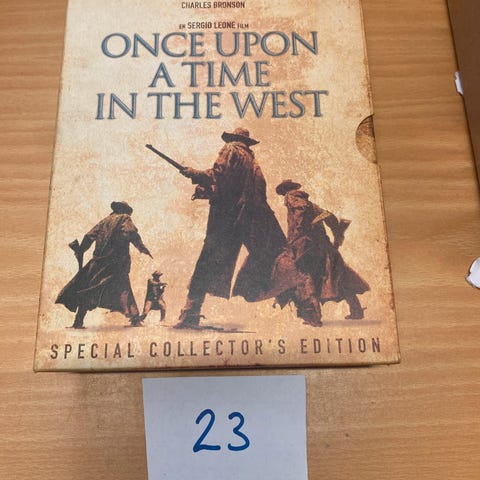 CHARLES BRONSON
EN SERGIO LEONE FILM
ONCE UPON
A TIME
IN THE WEST
SPECIAL COLLECTOR'S EDITION
23